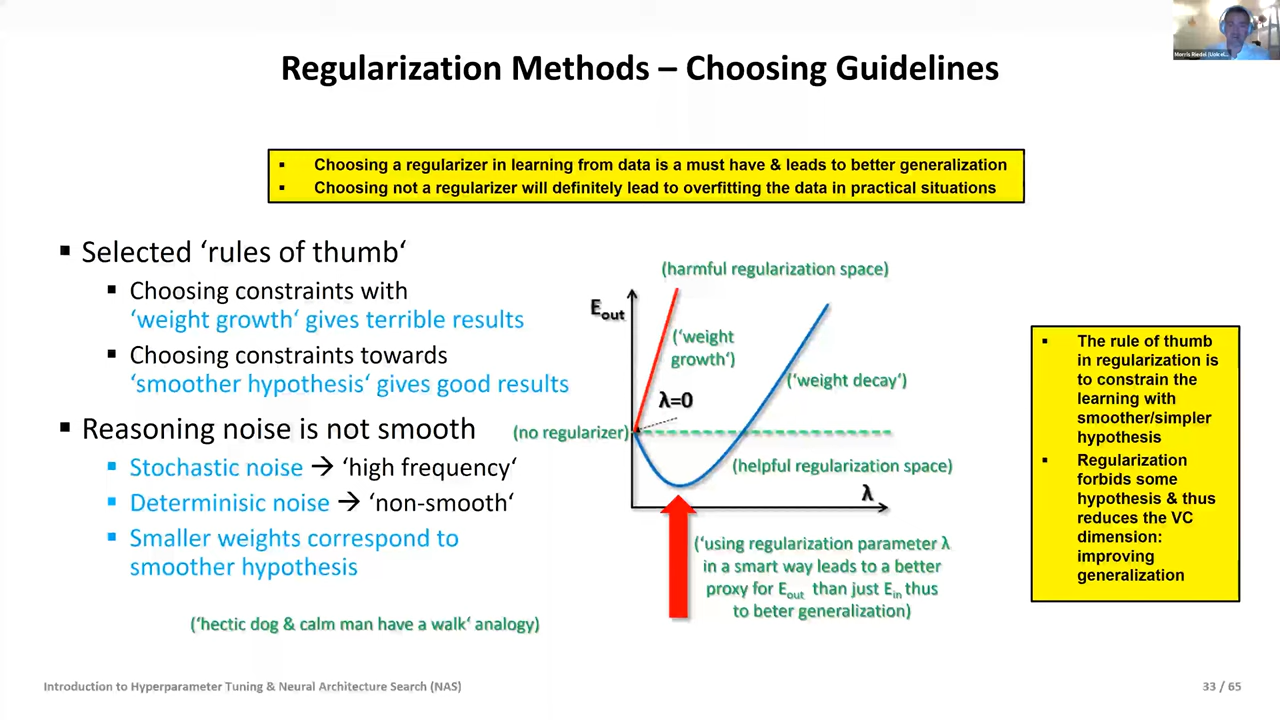 Regularization Methods – Choosing Guidelines
▪ Choosing a regularizer in learning from data is a must have & leads to better generalization
▪ Choosing not a regularizer will definitely lead to overfitting the data in practical situations
▪ Selected ‘rules of thumb‘
▪ Choosing constraints with
‘weight growth‘ gives terrible results
▪ Choosing constraints towards
‘smoother hypothesis‘ gives good results
▪ Reasoning noise is not smooth
▪ Stochastic noise → ‘high frequency‘
▪ Determinisic noise → ‘non-smooth‘
▪ Smaller weights correspond to
smoother hypothesis
(‘hectic dog & calm man have a walk‘ analogy)
(harmful regularization space)
Eout
(‘weight
growth‘)
(‘weight decay‘)
λ=0
(no regularizer)
(helpful regularization space)
λ
(‘using regularization parameter λ
in a smart way leads to a better
proxy for Eout than just Ein thus
to beter generalization)
▪ The rule of thumb
in regularization is
to constrain the
learning with
smoother/simpler
hypothesis
▪ Regularization
forbids some
hypothesis & thus
reduces the VC
dimension:
improving
generalization
Introduction to Hyperparameter Tuning & Neural Architecture Search (NAS)
33 / 65
Morris Riedel